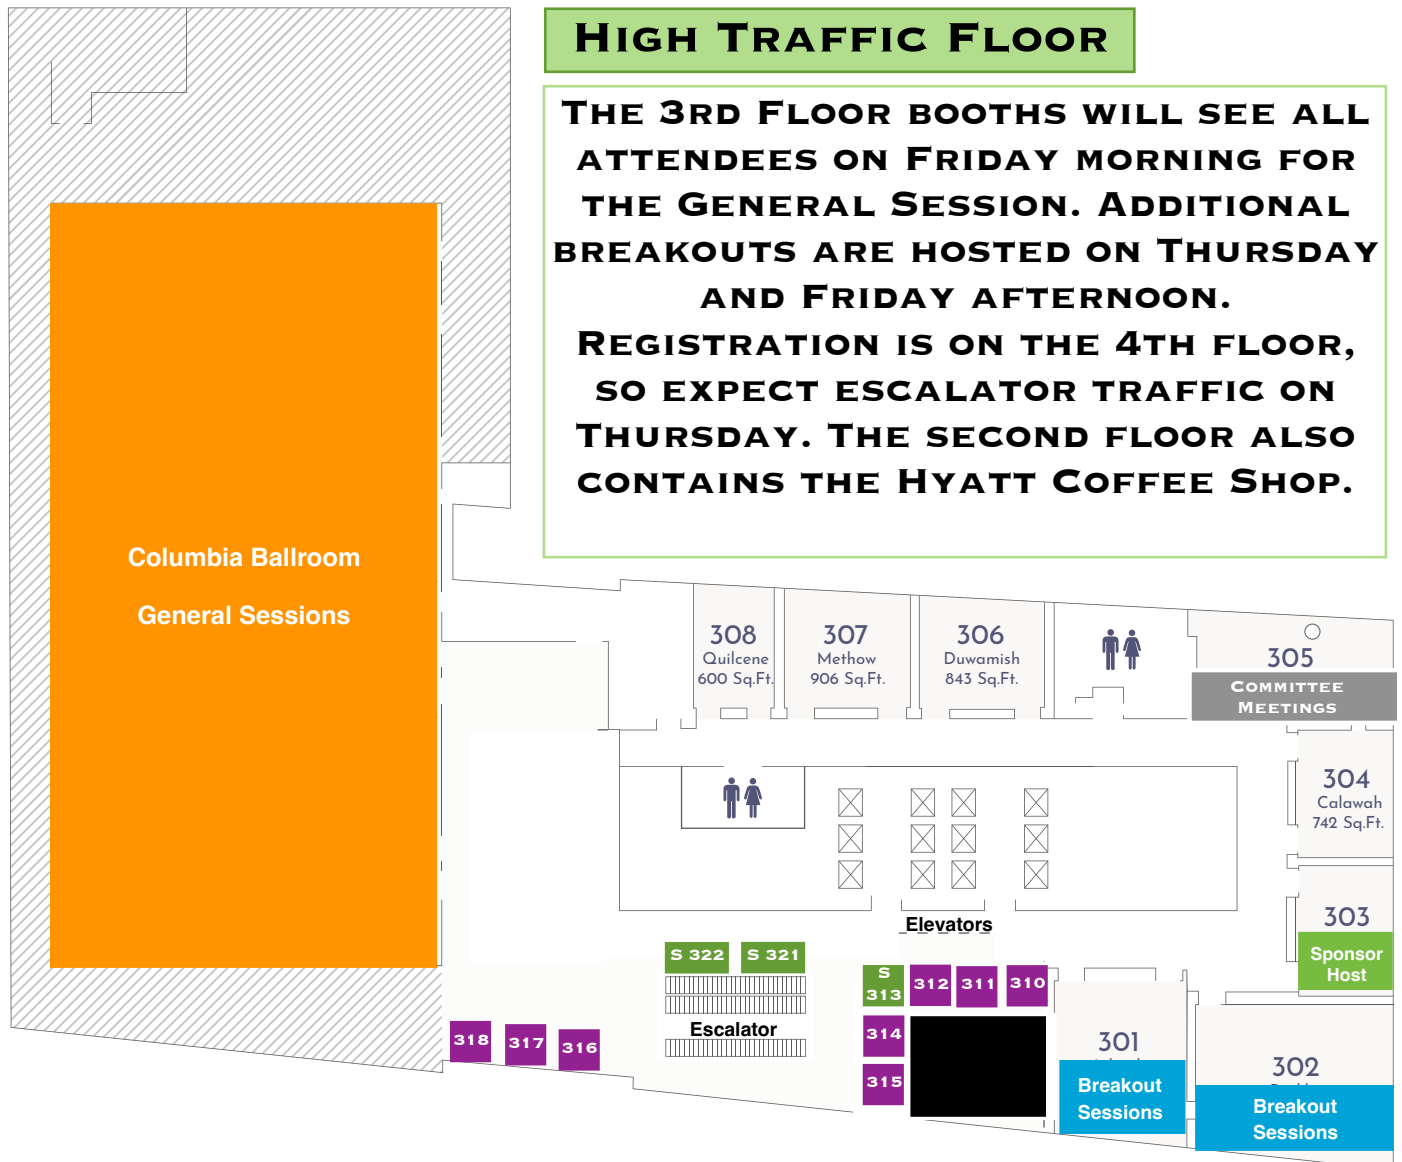 High Traffic Floor
The 3rd Floor booths will see all
attendees on Friday morning for
the General Session. Additional
breakouts are hosted on Thursday
and Friday afternoon.
Registration is on the 4th floor,
so expect escalator traffic on
Thursday. The second floor also
contains the Hyatt Coffee Shop.
Columbia Ballroom
General Sessions
308
Quilcene
600 Sq.Ft.
307
Methow
906 Sq.Ft.
306
Duwamish
843 Sq.Ft.
305
Committee
Meetings
304
Calawah
742 Sq.Ft.
303
Sponsor
Host
Elevators
S 322
S 321
S
313
312
311
310
Escalator
318
317
316
314
315
301
Breakout
Sessions
302
Breakout
Sessions